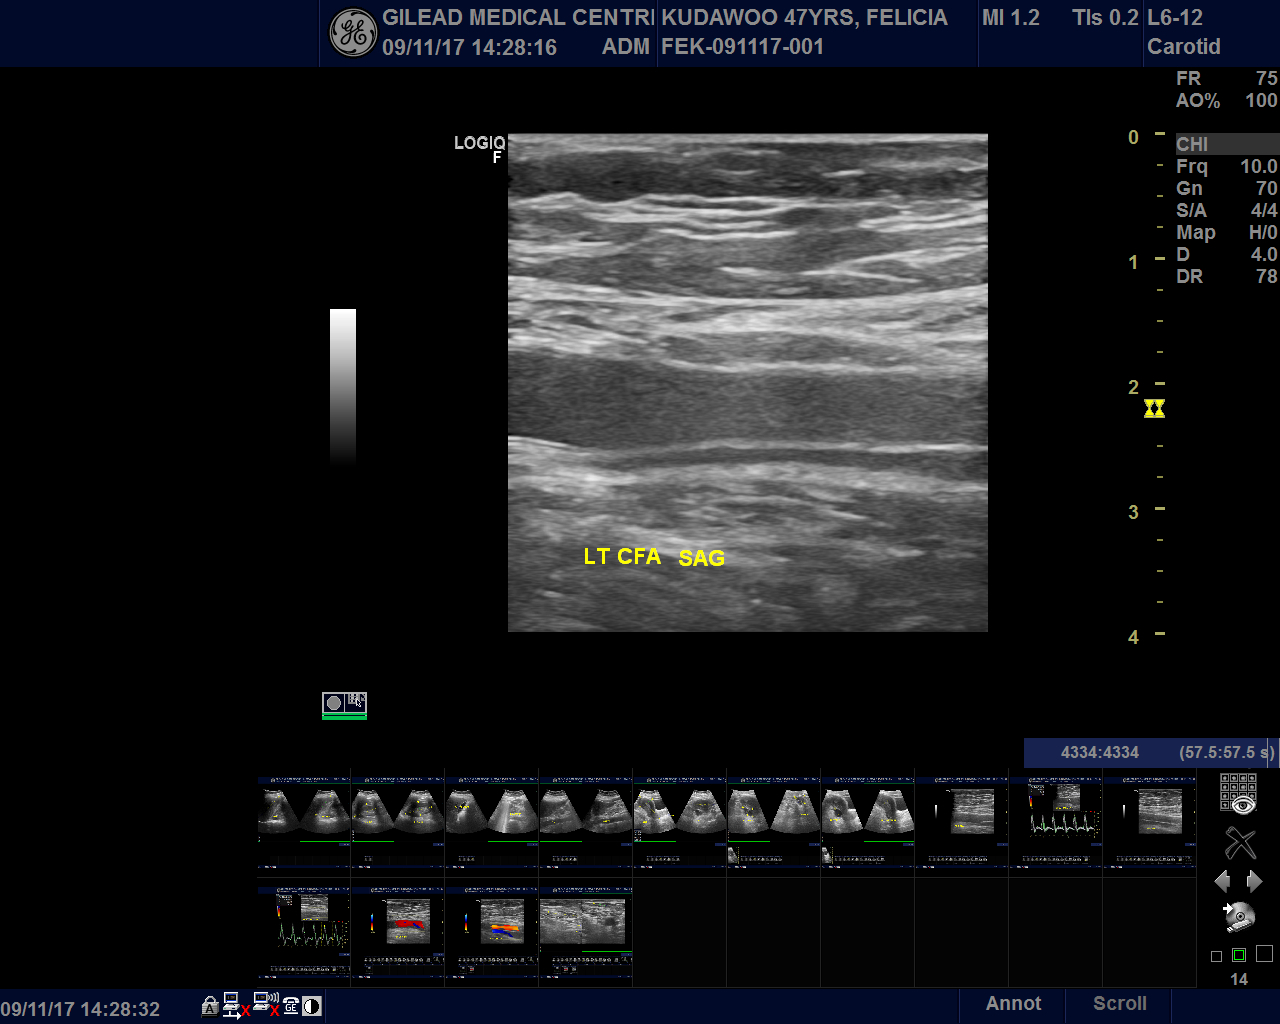 GILEAD MEDICAL CENTRI
KUDAWOO 47YRS, FELICIA
MI 1.2 TIs 0.2
L6-12
09/11/17 14:28:16 ADM
FEK-091117-001
Carotid
FR 75
AO% 100
CHI
Frq 10.0
Gn 70
S/A 4/4
Map H/0
D 4.0
DR 78
LOGIQ
F
0
1
2
3
4
LT CFA SAG
4334:4334 (57.5:57.5 s)
14
09/11/17 14:28:32
Annot
Scroll